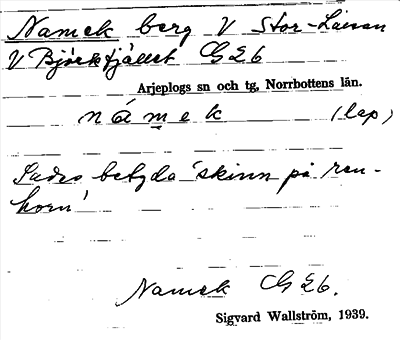 Namek berg V Stor-Laisan
V Björkfjället G26
Arjeplogs sn och tg, Norrbottens län.
námek (lap)
Sades betyda "skinn på ren-
horn"
Namek G26.
Sigvard Wallström, 1939.